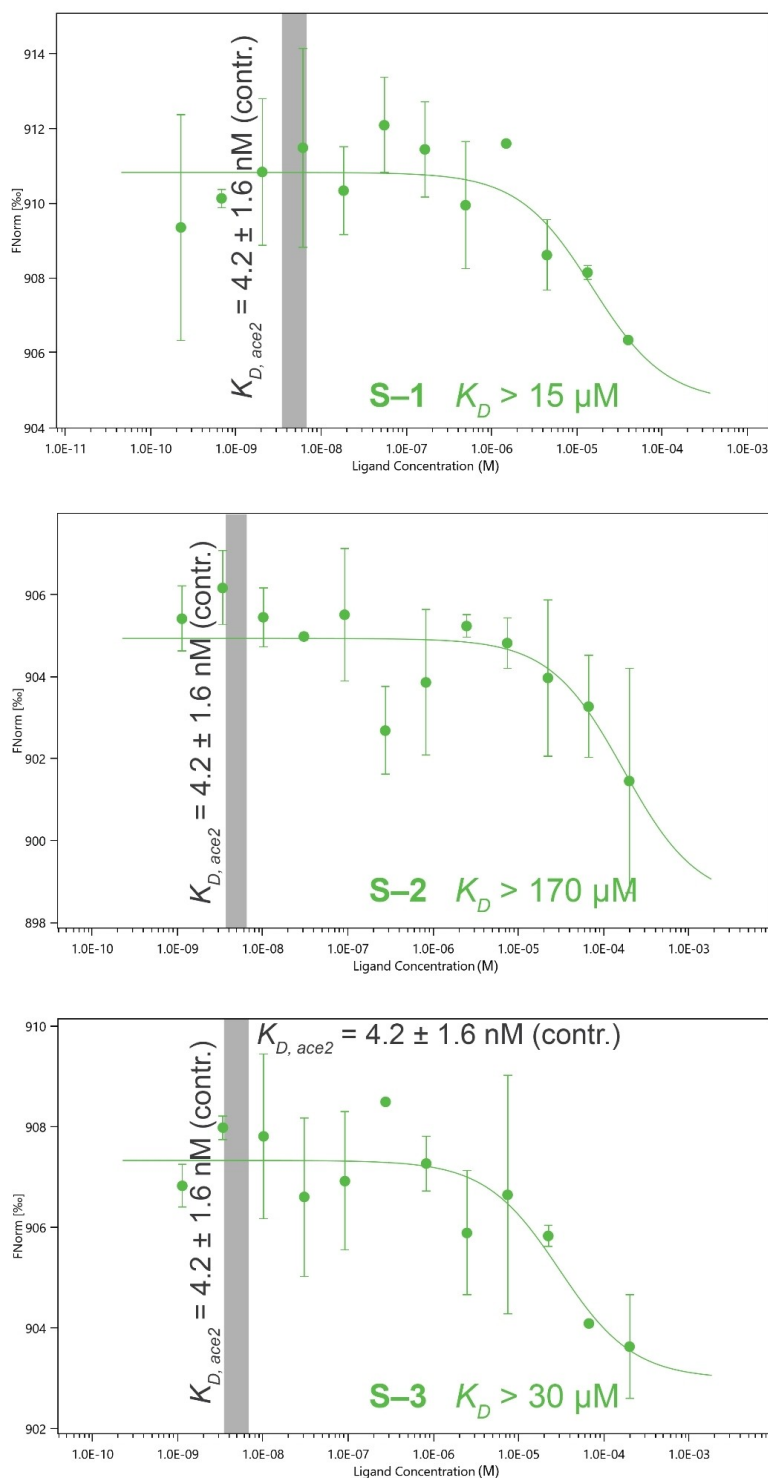 914
912
910
908
906
904
FNorm [‰]
K_D, ace2 = 4.2 ± 1.6 nM (contr.)
S–1 K_D > 15 µM
1.0E-11 1.0E-10 1.0E-09 1.0E-08 1.0E-07 1.0E-06 1.0E-05 1.0E-04 1.0E-03
Ligand Concentration (M)
906
904
902
900
898
FNorm [‰]
K_D, ace2 = 4.2 ± 1.6 nM (contr.)
S–2 K_D > 170 µM
1.0E-10 1.0E-09 1.0E-08 1.0E-07 1.0E-06 1.0E-05 1.0E-04 1.0E-03
Ligand Concentration (M)
910
908
906
904
902
FNorm [‰]
K_D, ace2 = 4.2 ± 1.6 nM (contr.)
K_D, ace2 = 4.2 ± 1.6 nM (contr.)
S–3 K_D > 30 µM
1.0E-10 1.0E-09 1.0E-08 1.0E-07 1.0E-06 1.0E-05 1.0E-04 1.0E-03
Ligand Concentration (M)